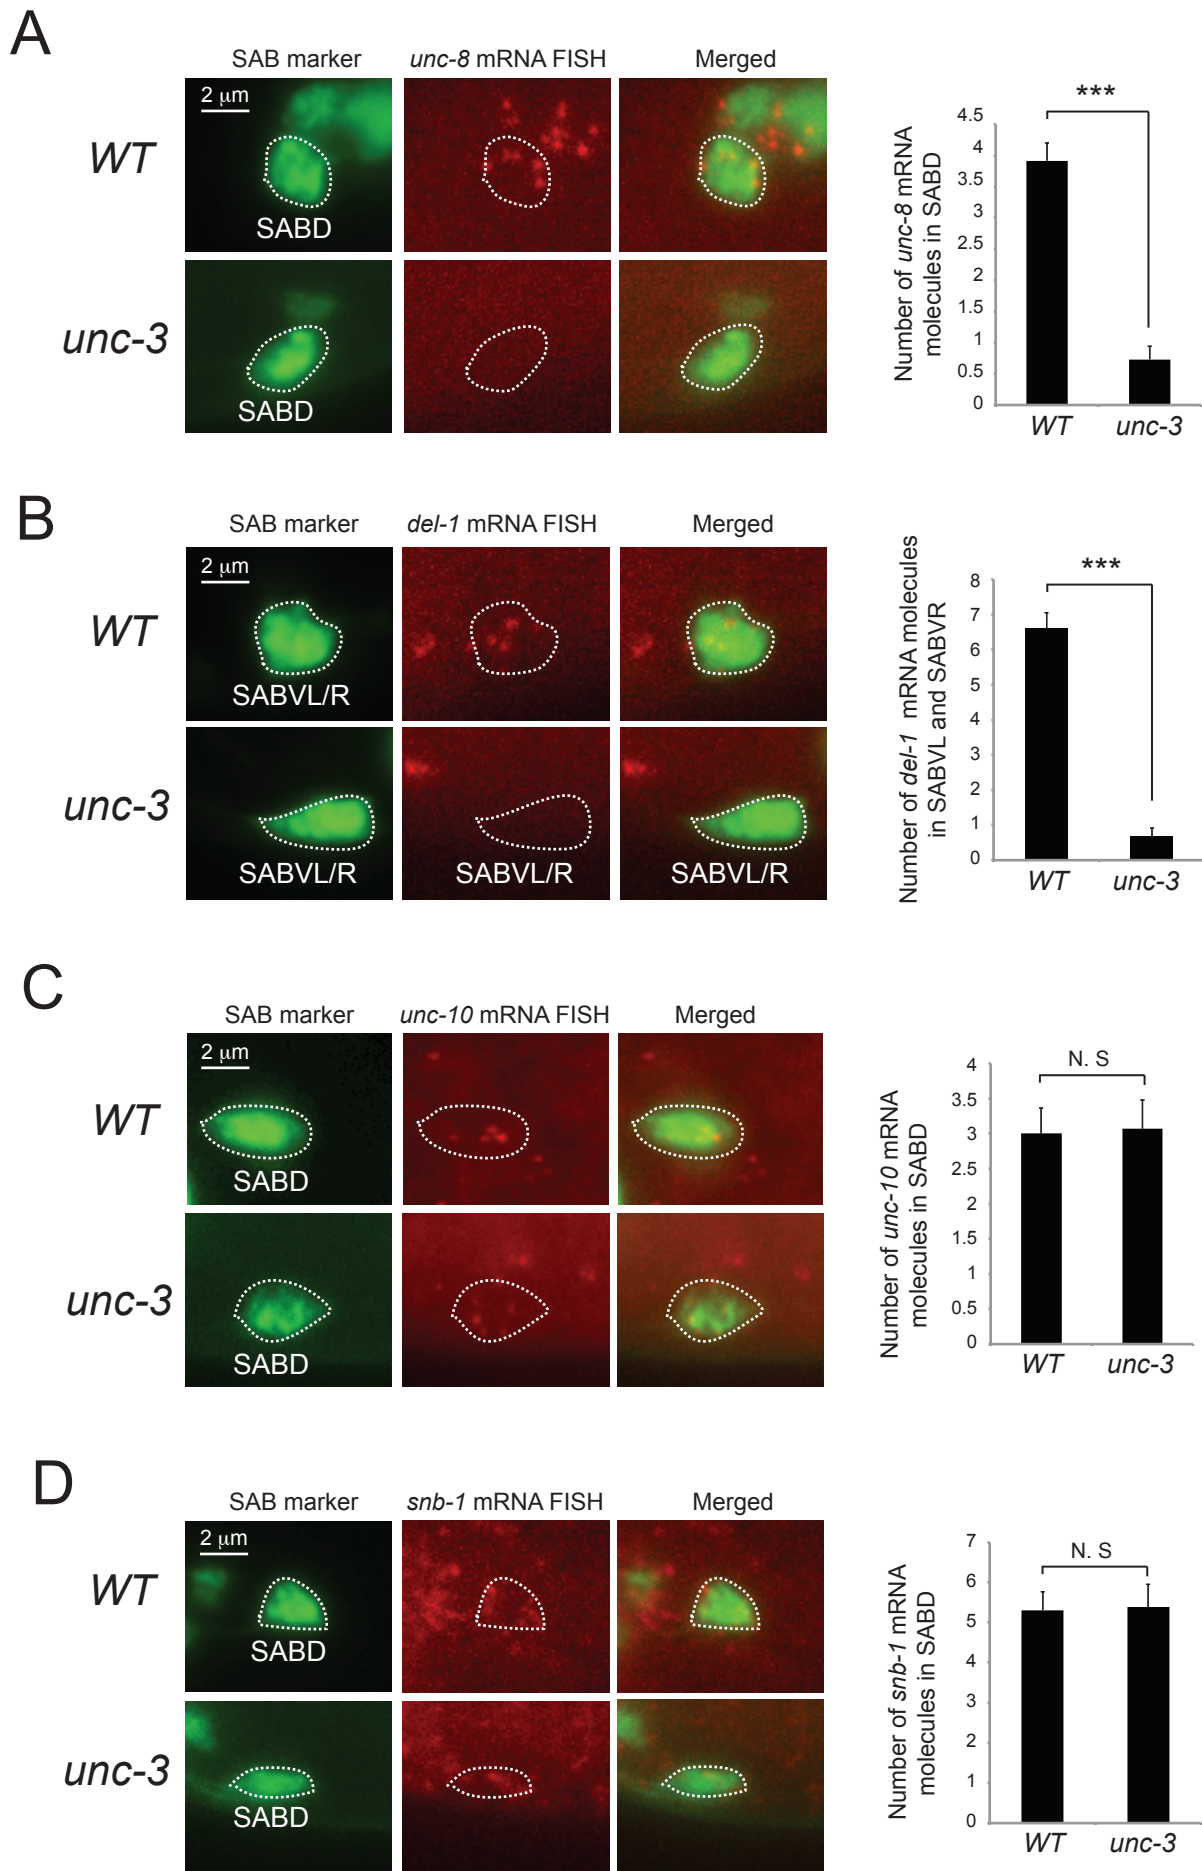 A
SAB marker
unc-8 mRNA FISH
Merged
2 μm
WT
SABD
unc-3
SABD
Number of unc-8 mRNA
molecules in SABD
***
4.5
4
3.5
3
2.5
2
1.5
1
0.5
0
WT
unc-3
B
SAB marker
del-1 mRNA FISH
Merged
2 μm
WT
SABVL/R
unc-3
SABVL/R
SABVL/R
SABVL/R
Number of del-1 mRNA molecules
in SABVL and SABVR
***
8
7
6
5
4
3
2
1
0
WT
unc-3
C
SAB marker
unc-10 mRNA FISH
Merged
WT
SABD
unc-3
SABD
Number of unc-10 mRNA
molecules in SABD
N. S
4
3.5
3
2.5
2
1.5
1
0.5
0
WT
unc-3
D
SAB marker
snb-1 mRNA FISH
Merged
2 μm
WT
SABD
unc-3
SABD
Number of snb-1 mRNA
molecules in SABD
N. S
7
6
5
4
3
2
1
0
WT
unc-3